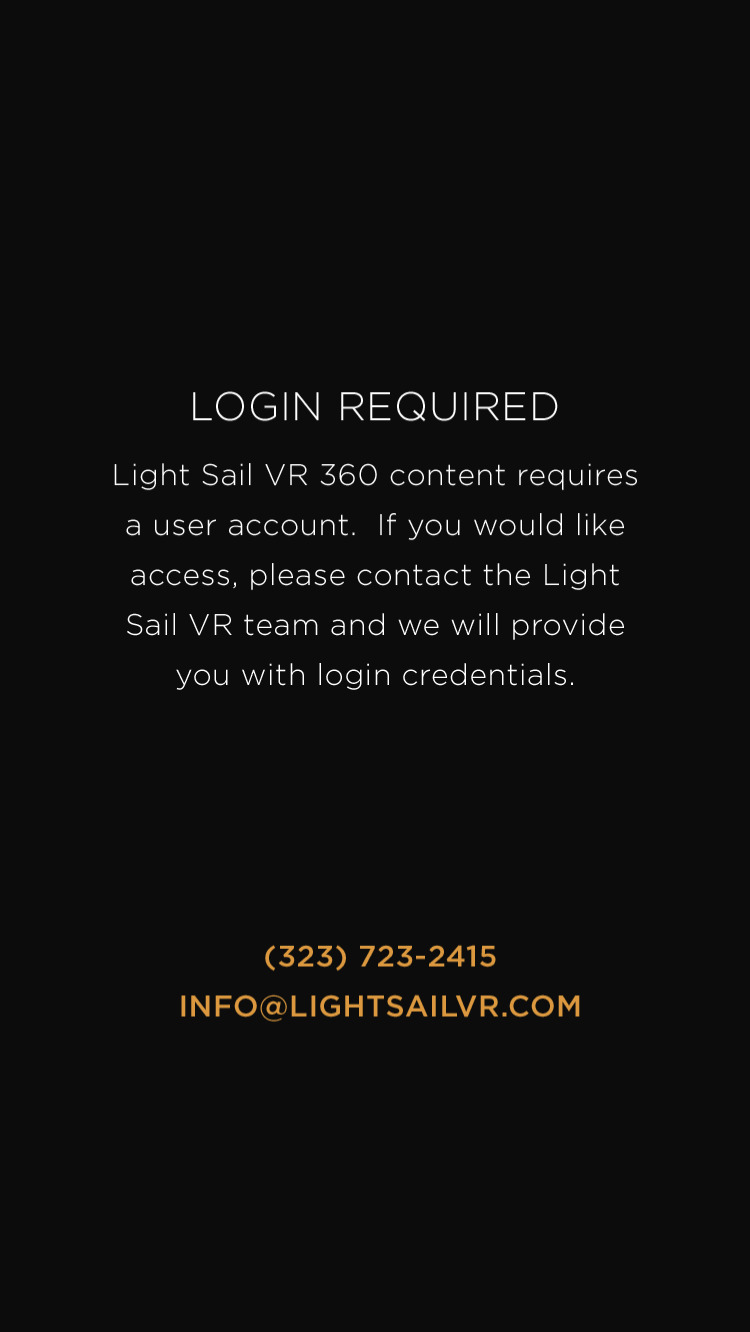 LOGIN REQUIRED
Light Sail VR 360 content requires
a user account.  If you would like
access, please contact the Light
Sail VR team and we will provide
you with login credentials.
(323) 723-2415
INFO@LIGHTSAILVR.COM